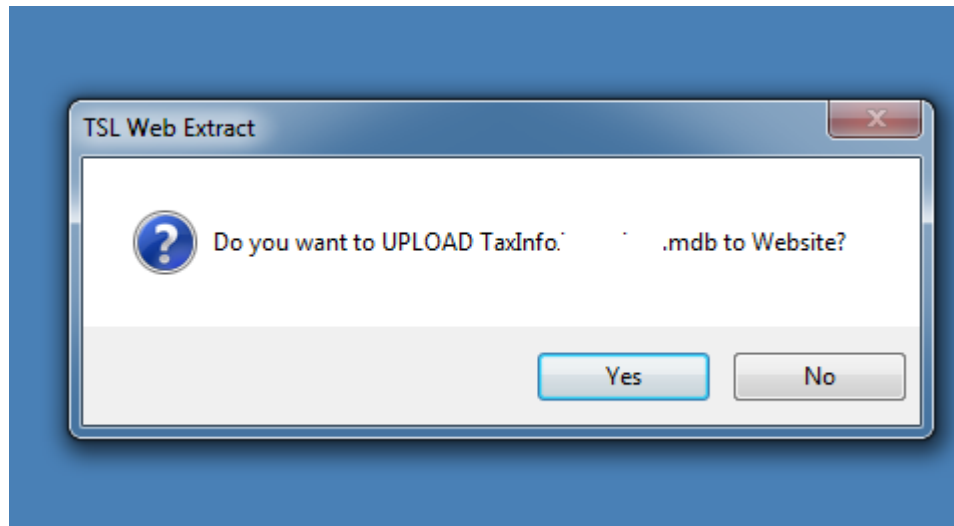 TSL Web Extract
Do you want to UPLOAD TaxInfo. .mdb to Website?
Yes No